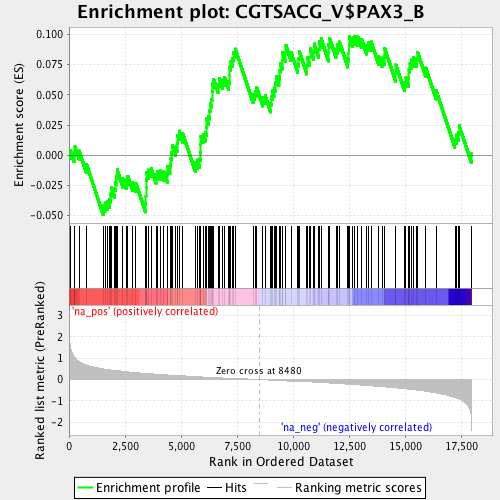 Enrichment plot: CGTSACG_V$PAX3_B
Enrichment score (ES)
0.100
0.075
0.050
0.025
0.000
-0.025
-0.050
'na_pos' (positively correlated)
Ranked list metric (PreRanked)
3
2
1
0
-1
-2
Zero cross at 8480
'na_neg' (negatively correlated)
0
2,500
5,000
7,500
10,000
12,500
15,000
17,500
Rank in Ordered Dataset
Enrichment profile
Hits
Ranking metric scores